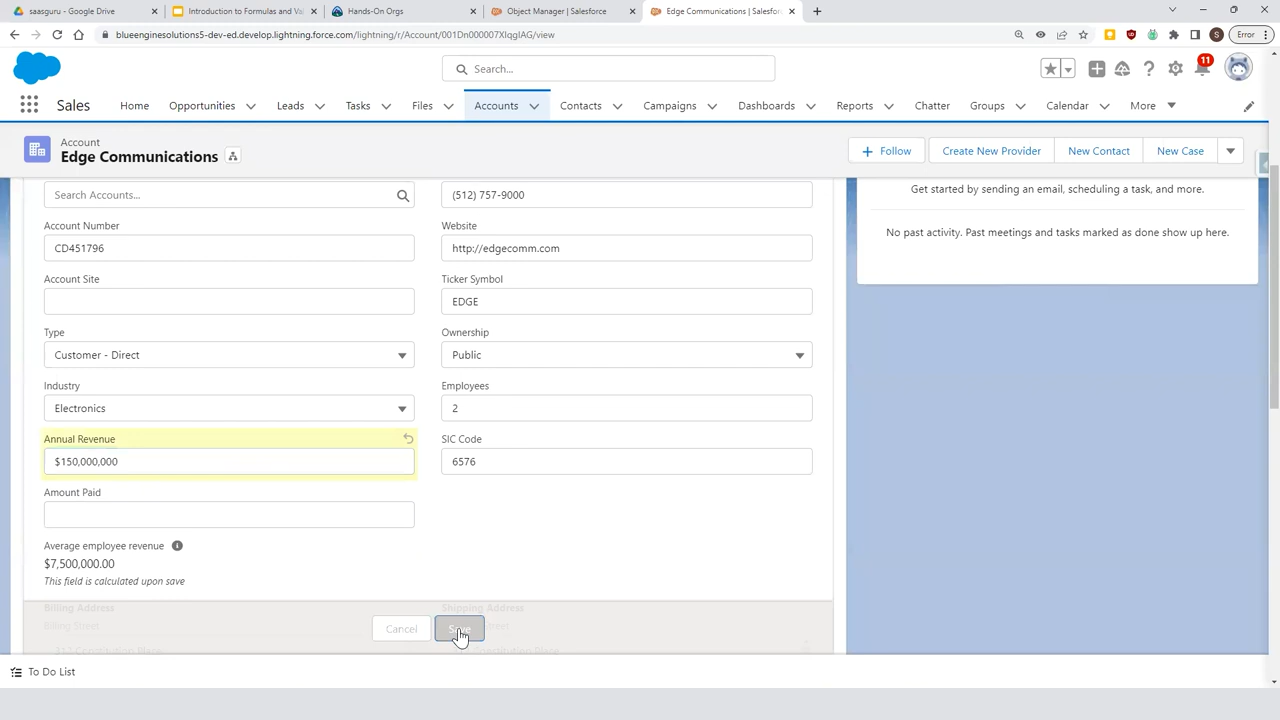 saasguru - Google Drive
Introduction to Formulas and Va
Hands-On Orgs
Object Manager | Salesforce
Edge Communications | Salesfor
blueenginesolutions5-dev-ed.develop.lightning.force.com/lightning/r/Account/001Dn000007XIqgIAG/view
S
Error
Search...
11
Sales
Home
Opportunities
Leads
Tasks
Files
Accounts
Contacts
Campaigns
Dashboards
Reports
Chatter
Groups
Calendar
More
Account
Edge Communications
Follow
Create New Provider
New Contact
New Case
Search Accounts...
(512) 757-9000
Get started by sending an email, scheduling a task, and more.
No past activity. Past meetings and tasks marked as done show up here.
Account Number
CD451796
Website
http://edgecomm.com
Account Site
Ticker Symbol
EDGE
Type
Customer - Direct
Ownership
Public
Industry
Electronics
Employees
2
Annual Revenue
$150,000,000
SIC Code
6576
Amount Paid
Average employee revenue
$7,500,000.00
This field is calculated upon save
Billing Address
Shipping Address
Billing Street
Cancel
Save
To Do List